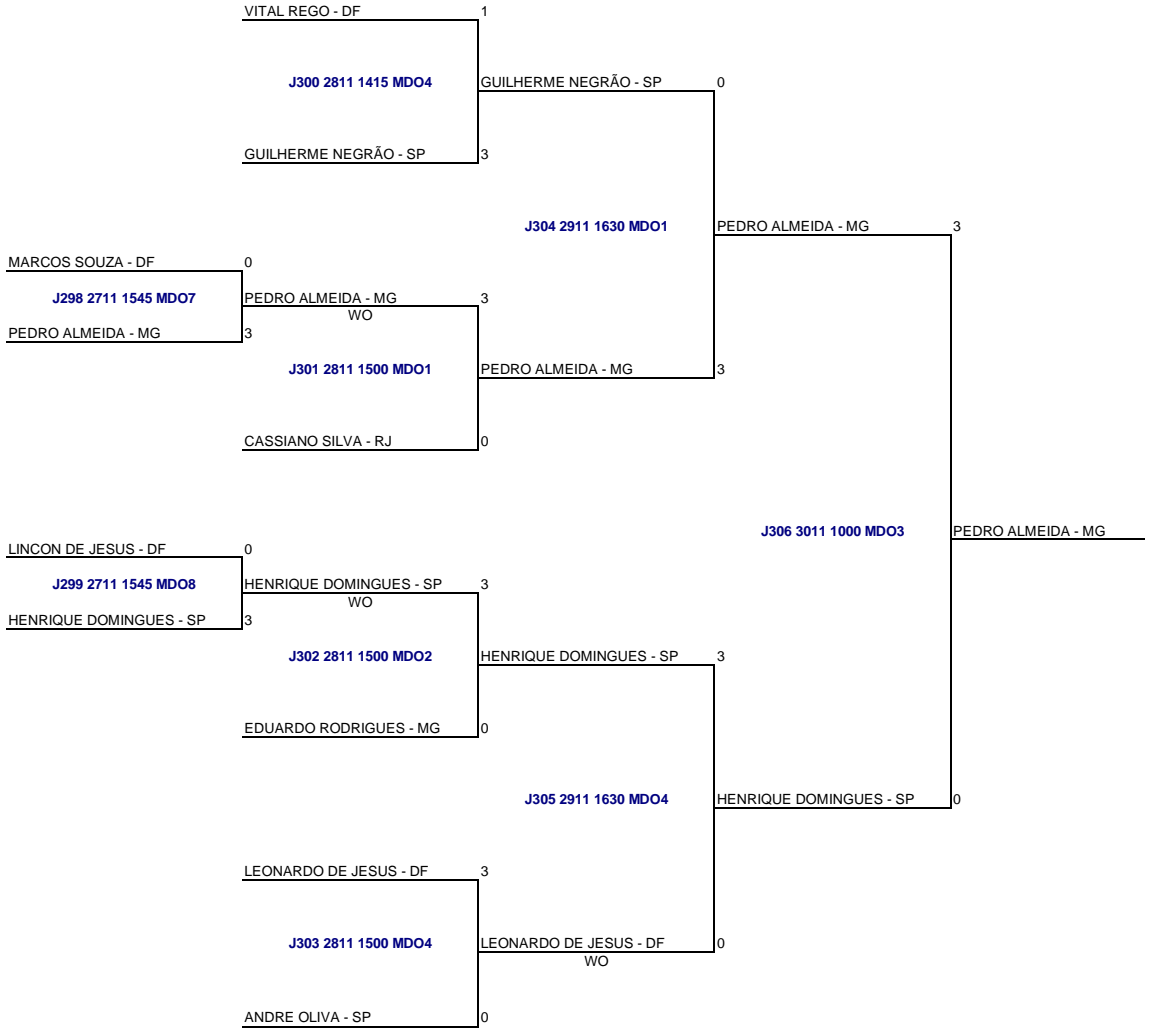 VITAL REGO - DF 1
J300 2811 1415 MDO4
GUILHERME NEGRÃO - SP 0
GUILHERME NEGRÃO - SP 3
J304 2911 1630 MDO1
PEDRO ALMEIDA - MG 3
MARCOS SOUZA - DF 0
J298 2711 1545 MDO7
PEDRO ALMEIDA - MG 3
WO
PEDRO ALMEIDA - MG 3
J301 2811 1500 MDO1
PEDRO ALMEIDA - MG 3
CASSIANO SILVA - RJ 0
J306 3011 1000 MDO3
PEDRO ALMEIDA - MG
LINCON DE JESUS - DF 0
J299 2711 1545 MDO8
HENRIQUE DOMINGUES - SP 3
WO
HENRIQUE DOMINGUES - SP 3
J302 2811 1500 MDO2
HENRIQUE DOMINGUES - SP 3
EDUARDO RODRIGUES - MG 0
J305 2911 1630 MDO4
HENRIQUE DOMINGUES - SP 0
LEONARDO DE JESUS - DF 3
J303 2811 1500 MDO4
LEONARDO DE JESUS - DF 0
WO
ANDRE OLIVA - SP 0